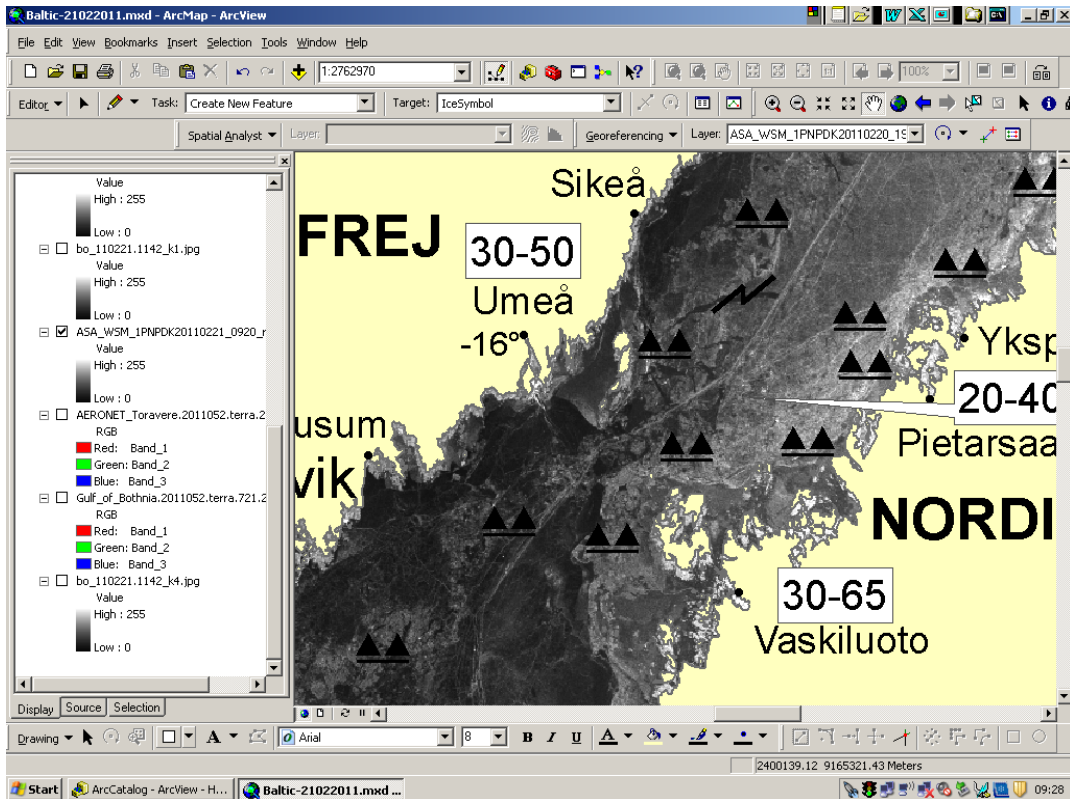 Baltic-21022011.mxd - ArcMap - ArcView
File Edit View Bookmarks Insert Selection Tools Window Help
1:2762970
100%
Editor Task: Create New Feature Target: IceSymbol
Spatial Analyst Layer: Georeferencing Layer: ASA_WSM_1PNPDK20110220_19
Value
High : 255
Low : 0
bo_110221.1142_k1.jpg
Value
High : 255
Low : 0
ASA_WSM_1PNPDK20110221_0920_r
Value
High : 255
Low : 0
AERONET_Toravere.2011052.terra.2
RGB
Red: Band_1
Green: Band_2
Blue: Band_3
Gulf_of_Bothnia.2011052.terra.721.2
RGB
Red: Band_1
Green: Band_2
Blue: Band_3
bo_110221.1142_k4.jpg
Value
High : 255
Low : 0
Display Source Selection
Sikeå
FREJ
30-50
Umeå
-16°
Yksp
20-40
Pietarsaa
usum
vik
NORDI
30-65
Vaskiluoto
Drawing A Arial 8 B I U A
2400139.12 9165321.43 Meters
Start ArcCatalog - ArcView - H... Baltic-21022011.mxd ... 09:28